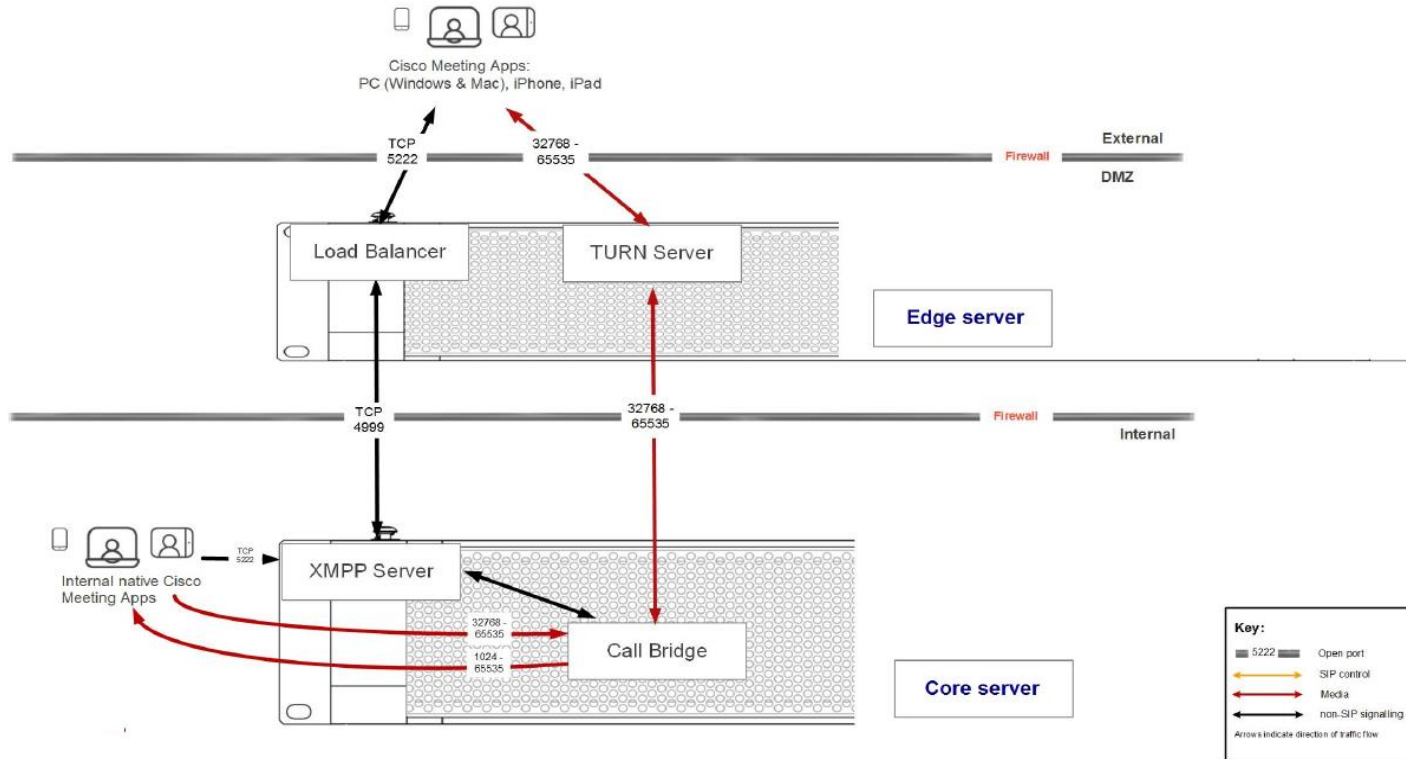 Cisco Meeting Apps:
PC (Windows & Mac), iPhone, iPad
TCP
5222
32768 -
65535
External
Firewall
DMZ
Load Balancer
TURN Server
Edge server
TCP
4999
32768 -
65535
Firewall
Internal
TCP
5222
XMPP Server
Internal native Cisco
Meeting Apps
32768 -
65535
1024 -
65535
Call Bridge
Core server
Key:
5222 Open port
SIP control
Media
non-SIP signalling
Arrows indicate direction of traffic flow